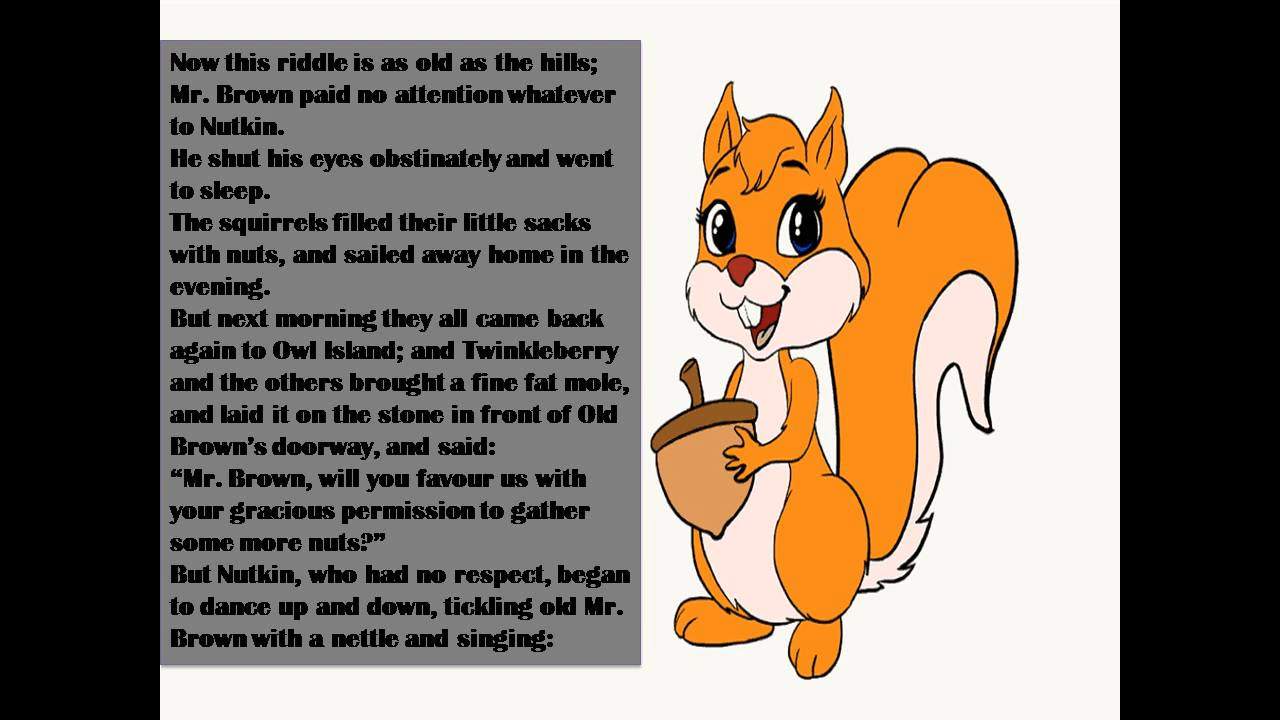 Now this riddle is as old as the hills;
Mr. Brown paid no attention whatever
to Nutkin.
He shut his eyes obstinately and went
to sleep.
The squirrels filled their little sacks
with nuts, and sailed away home in the
evening.
But next morning they all came back
again to Owl Island; and Twinkleberry
and the others brought a fine fat mole,
and laid it on the stone in front of Old
Brown’s doorway, and said:
“Mr. Brown, will you favour us with
your gracious permission to gather
some more nuts?”
But Nutkin, who had no respect, began
to dance up and down, tickling old Mr.
Brown with a nettle and singing: